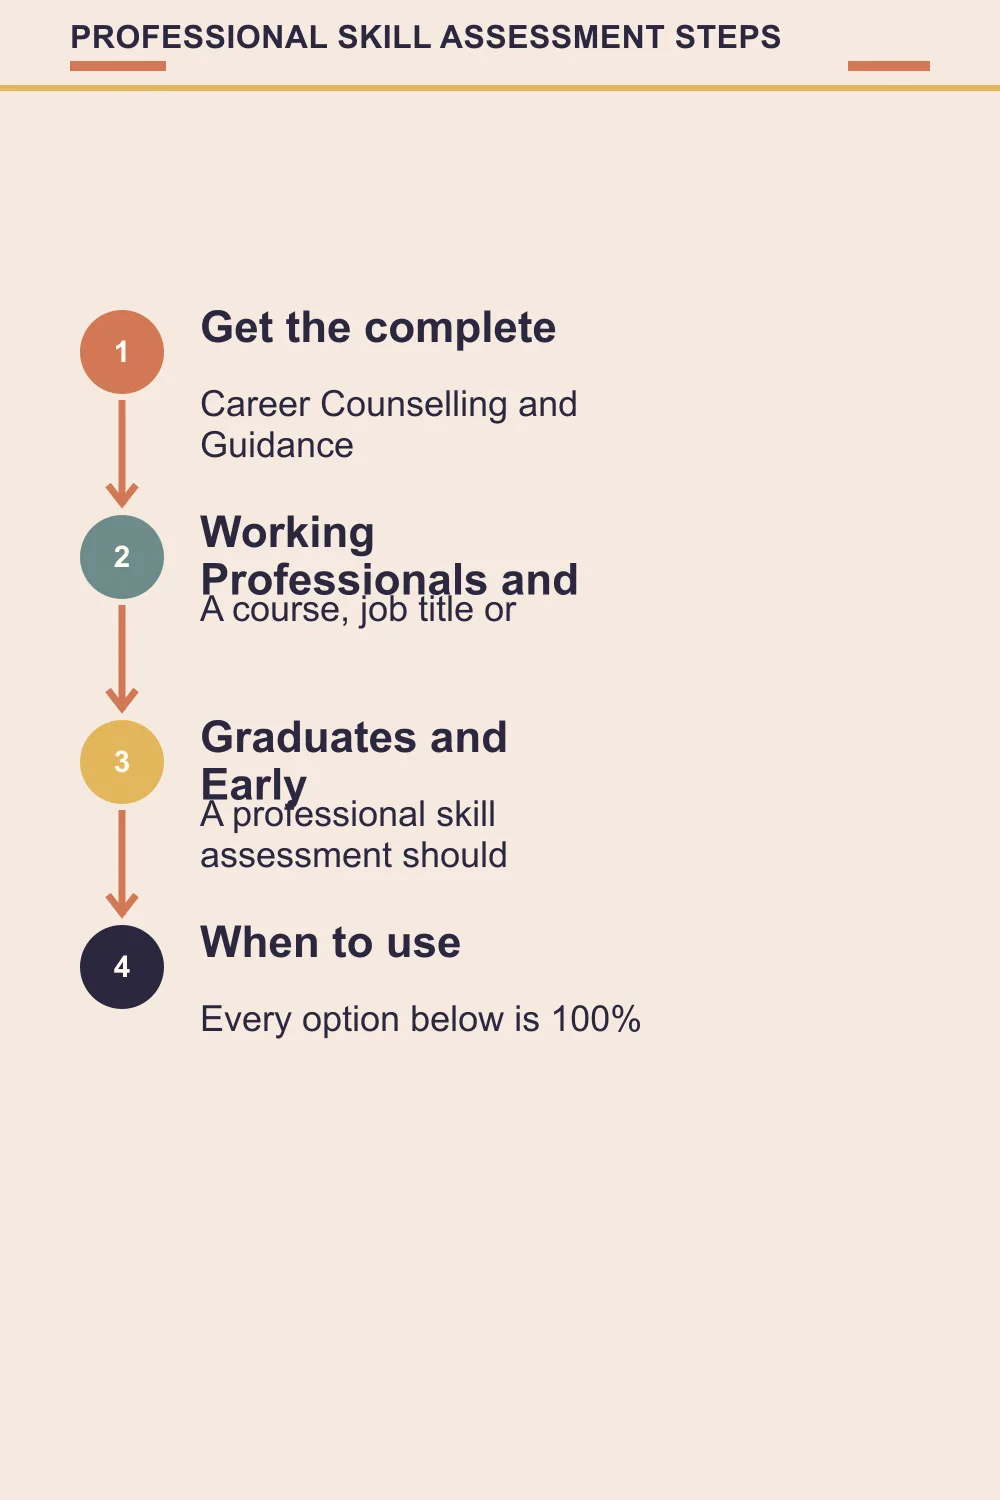 PROFESSIONAL SKILL ASSESSMENT STEPS
1
Get the complete
Career Counselling and
Guidance
2
Working
Professionals and
A course, job title or
3
Graduates and
Early
A professional skill
assessment should
4
When to use
Every option below is 100%